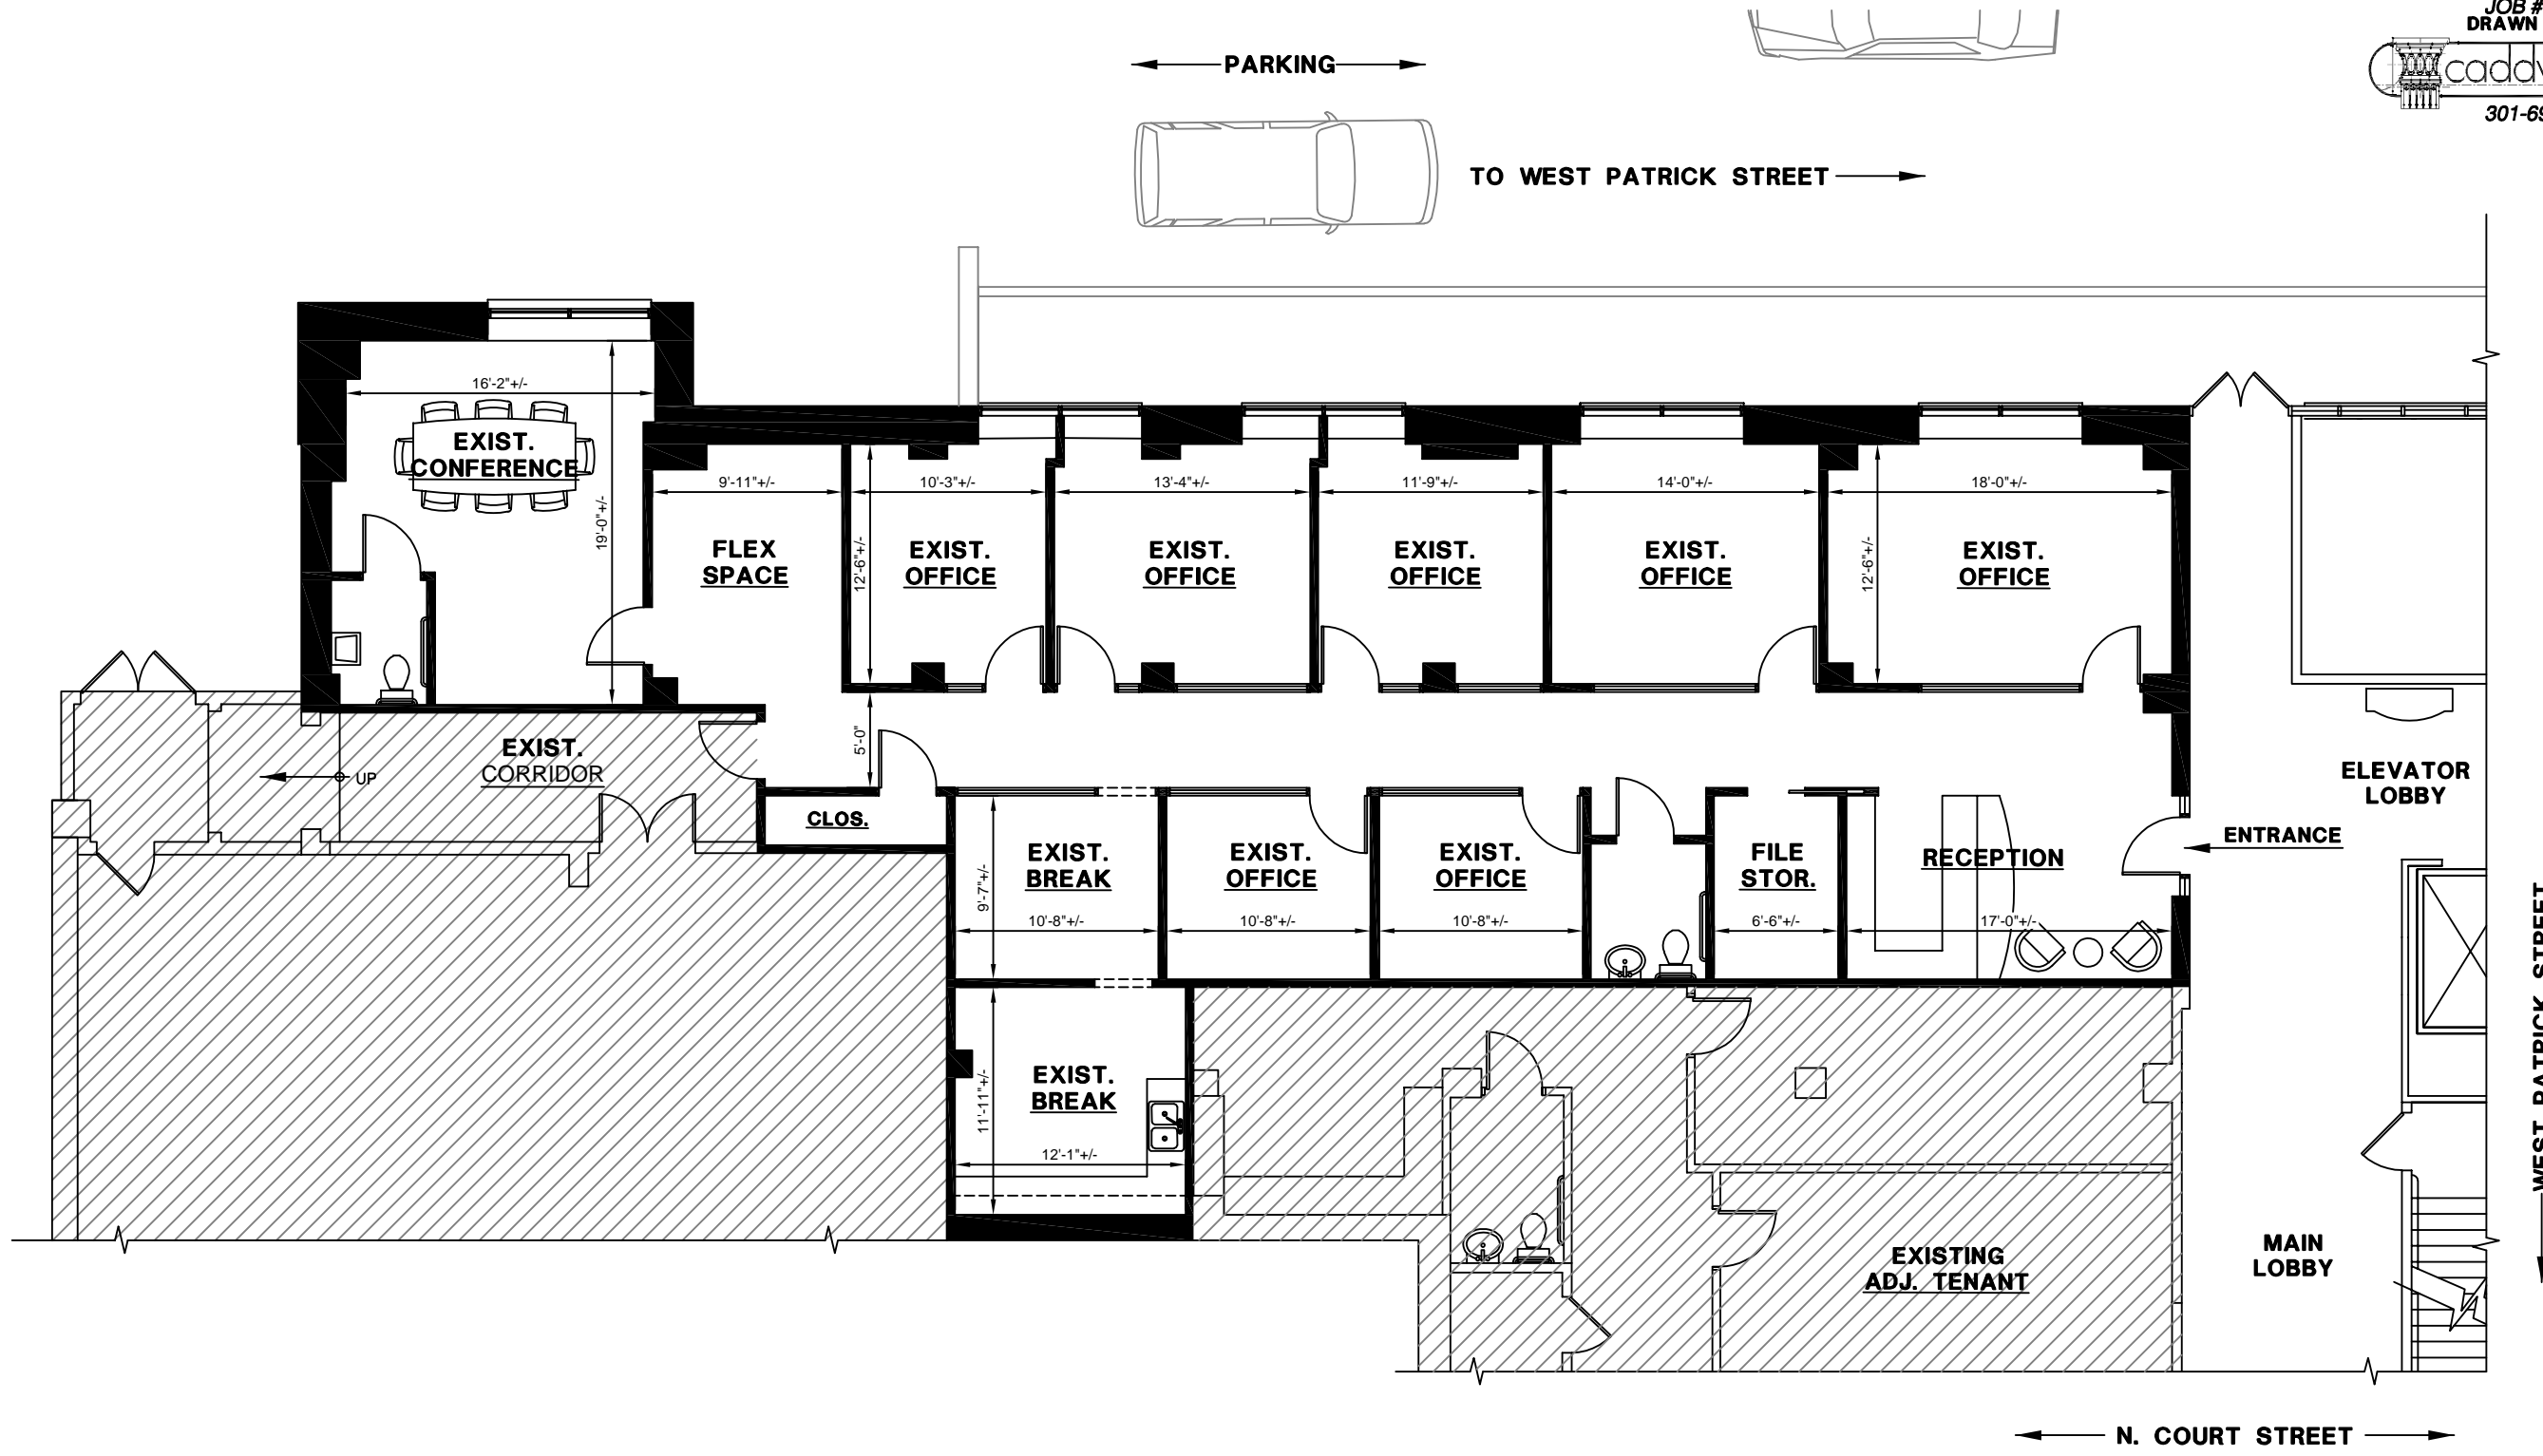 JOB #
DRAWN
PARKING
301-69
TO WEST PATRICK STREET
16'-2"+/-
EXIST.
CONFERENCE
19'-0"+/-
9'-11"+/-
10'-3"+/-
13'-4"+/-
11'-9"+/-
14'-0"+/-
18'-0"+/-
FLEX
SPACE
12'-6"+/-
EXIST.
OFFICE
EXIST.
OFFICE
EXIST.
OFFICE
EXIST.
OFFICE
12'-6"+/-
EXIST.
OFFICE
EXIST.
CORRIDOR
UP
5'-0"
CLOS.
ELEVATOR
LOBBY
ENTRANCE
EXIST.
BREAK
9'-7"+/-
10'-8"+/-
EXIST.
OFFICE
10'-8"+/-
EXIST.
OFFICE
10'-8"+/-
FILE
STOR.
6'-6"+/-
RECEPTION
17'-0"+/-
EXIST.
BREAK
11'-11"+/-
12'-1"+/-
WEST PATRICK STREET
EXISTING
ADJ. TENANT
MAIN
LOBBY
N. COURT STREET